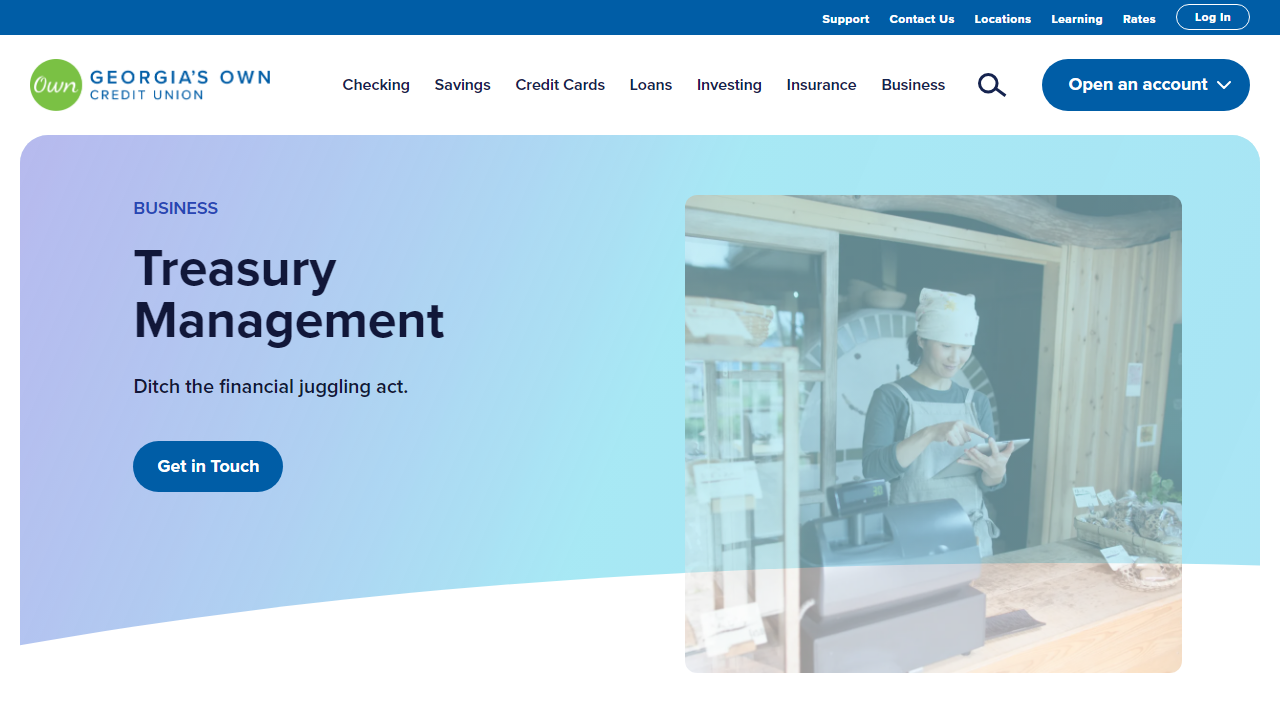 Support Contact Us Locations Learning Rates Log In
Own GEORGIA'S OWN
CREDIT UNION
Checking Savings Credit Cards Loans Investing Insurance Business Open an account
BUSINESS
Treasury
Management
Ditch the financial juggling act.
Get in Touch